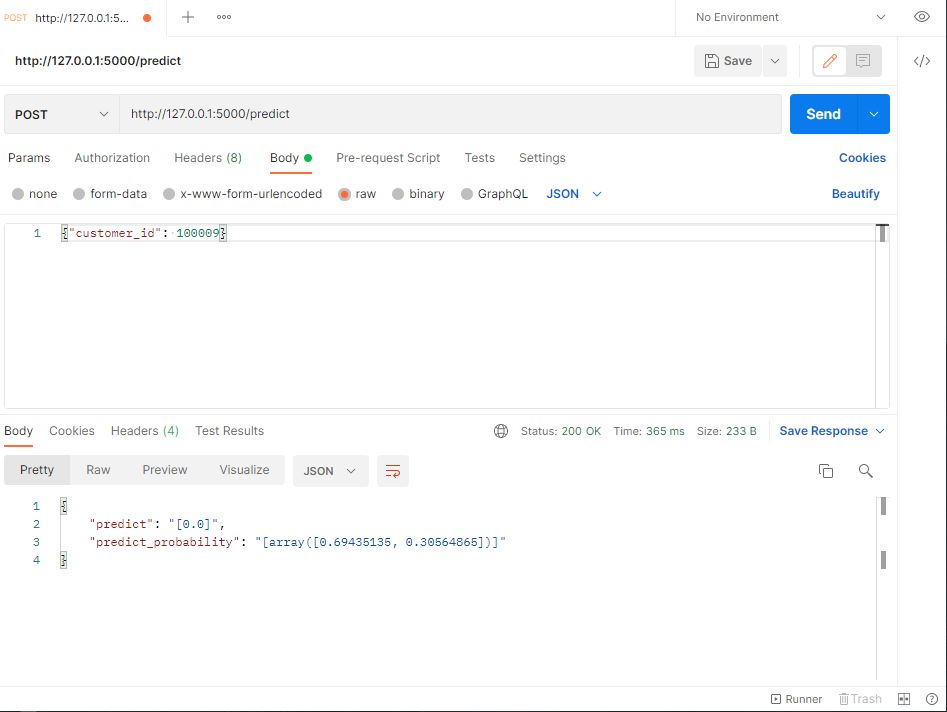 POST http://127.0.0.1:5... No Environment
http://127.0.0.1:5000/predict Save
POST http://127.0.0.1:5000/predict Send
Params Authorization Headers (8) Body Pre-request Script Tests Settings Cookies
none form-data x-www-form-urlencoded raw binary GraphQL JSON Beautify
1 {"customer_id": 100009}
Body Cookies Headers (4) Test Results Status: 200 OK Time: 365 ms Size: 233 B Save Response
Pretty Raw Preview Visualize JSON
1 {
2 "predict": "[0.0]",
3 "predict_probability": "[array([0.69435135, 0.30564865])]"
4 }
Runner Trash